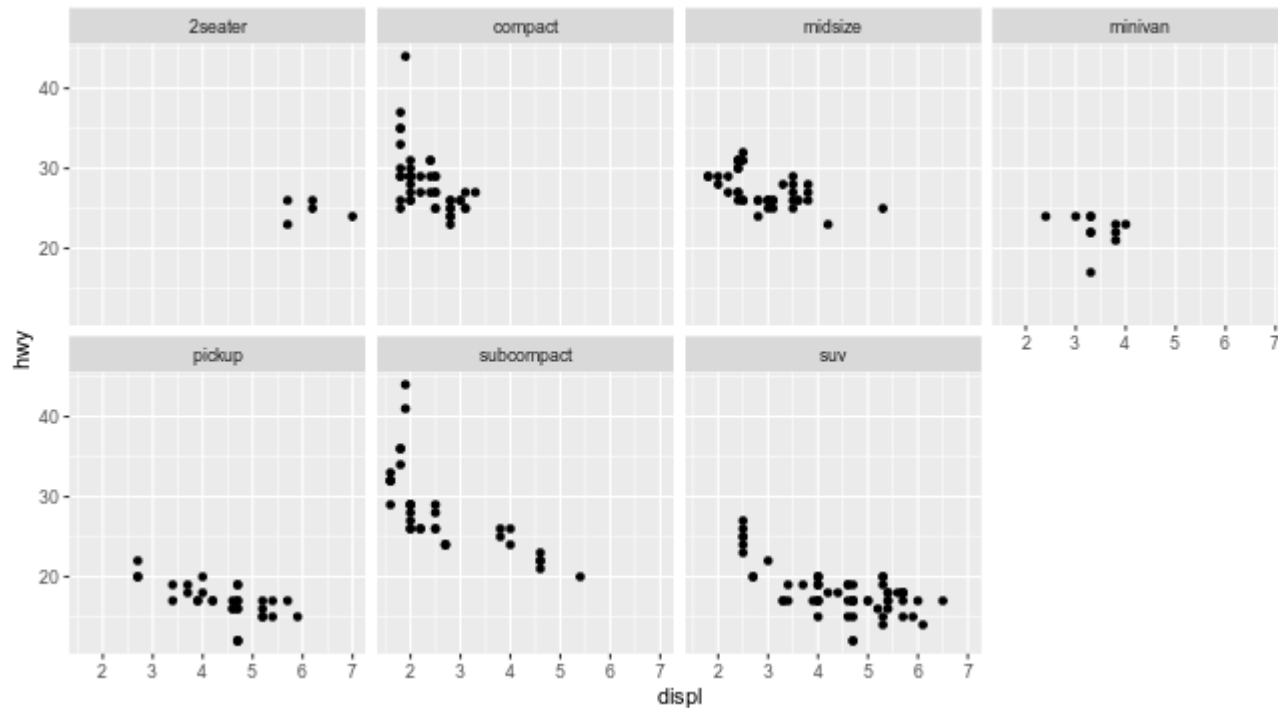 2seater compact midsize minivan
40
30
20
hwy
2 3 4 5 6 7
pickup subcompact suv
40
30
20
2 3 4 5 6 7 2 3 4 5 6 7 2 3 4 5 6 7
displ